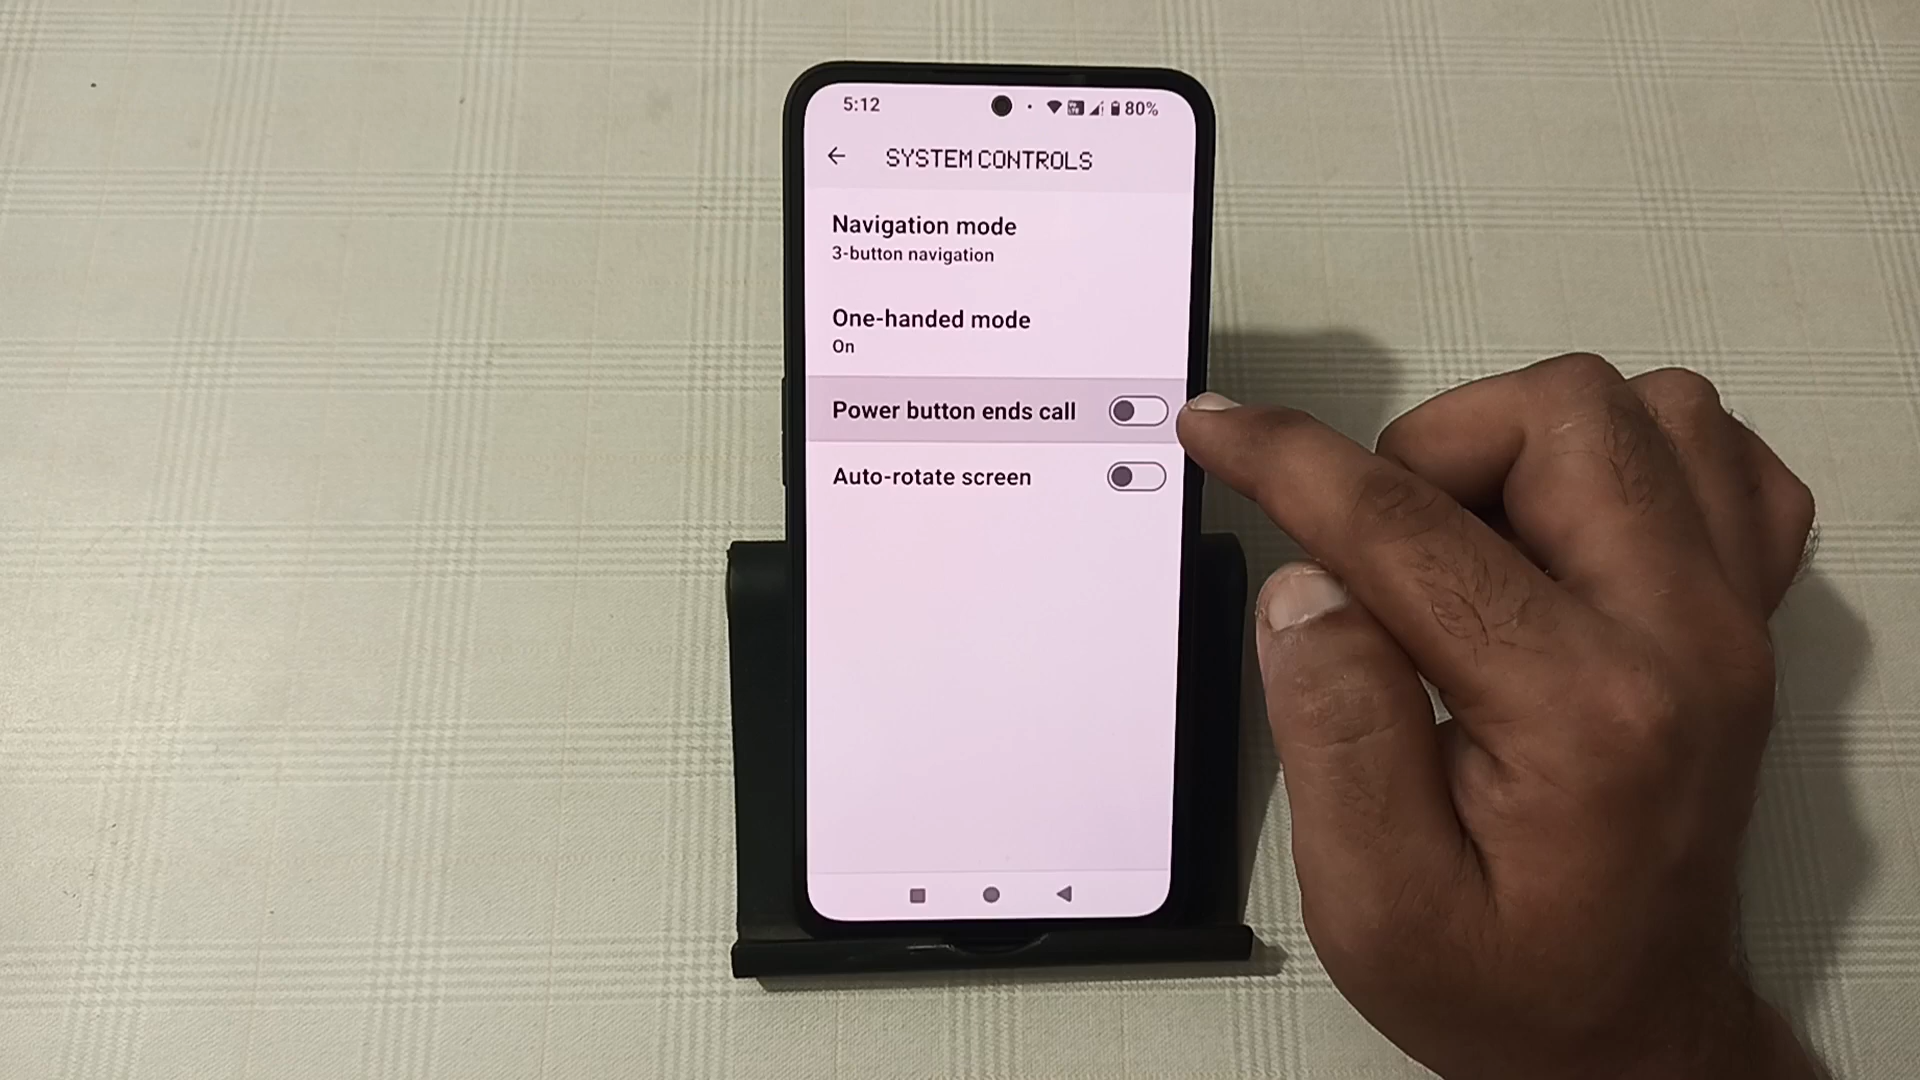 5:12
80%
SYSTEM CONTROLS
Navigation mode
3-button navigation
One-handed mode
On
Power button ends call
Auto-rotate screen